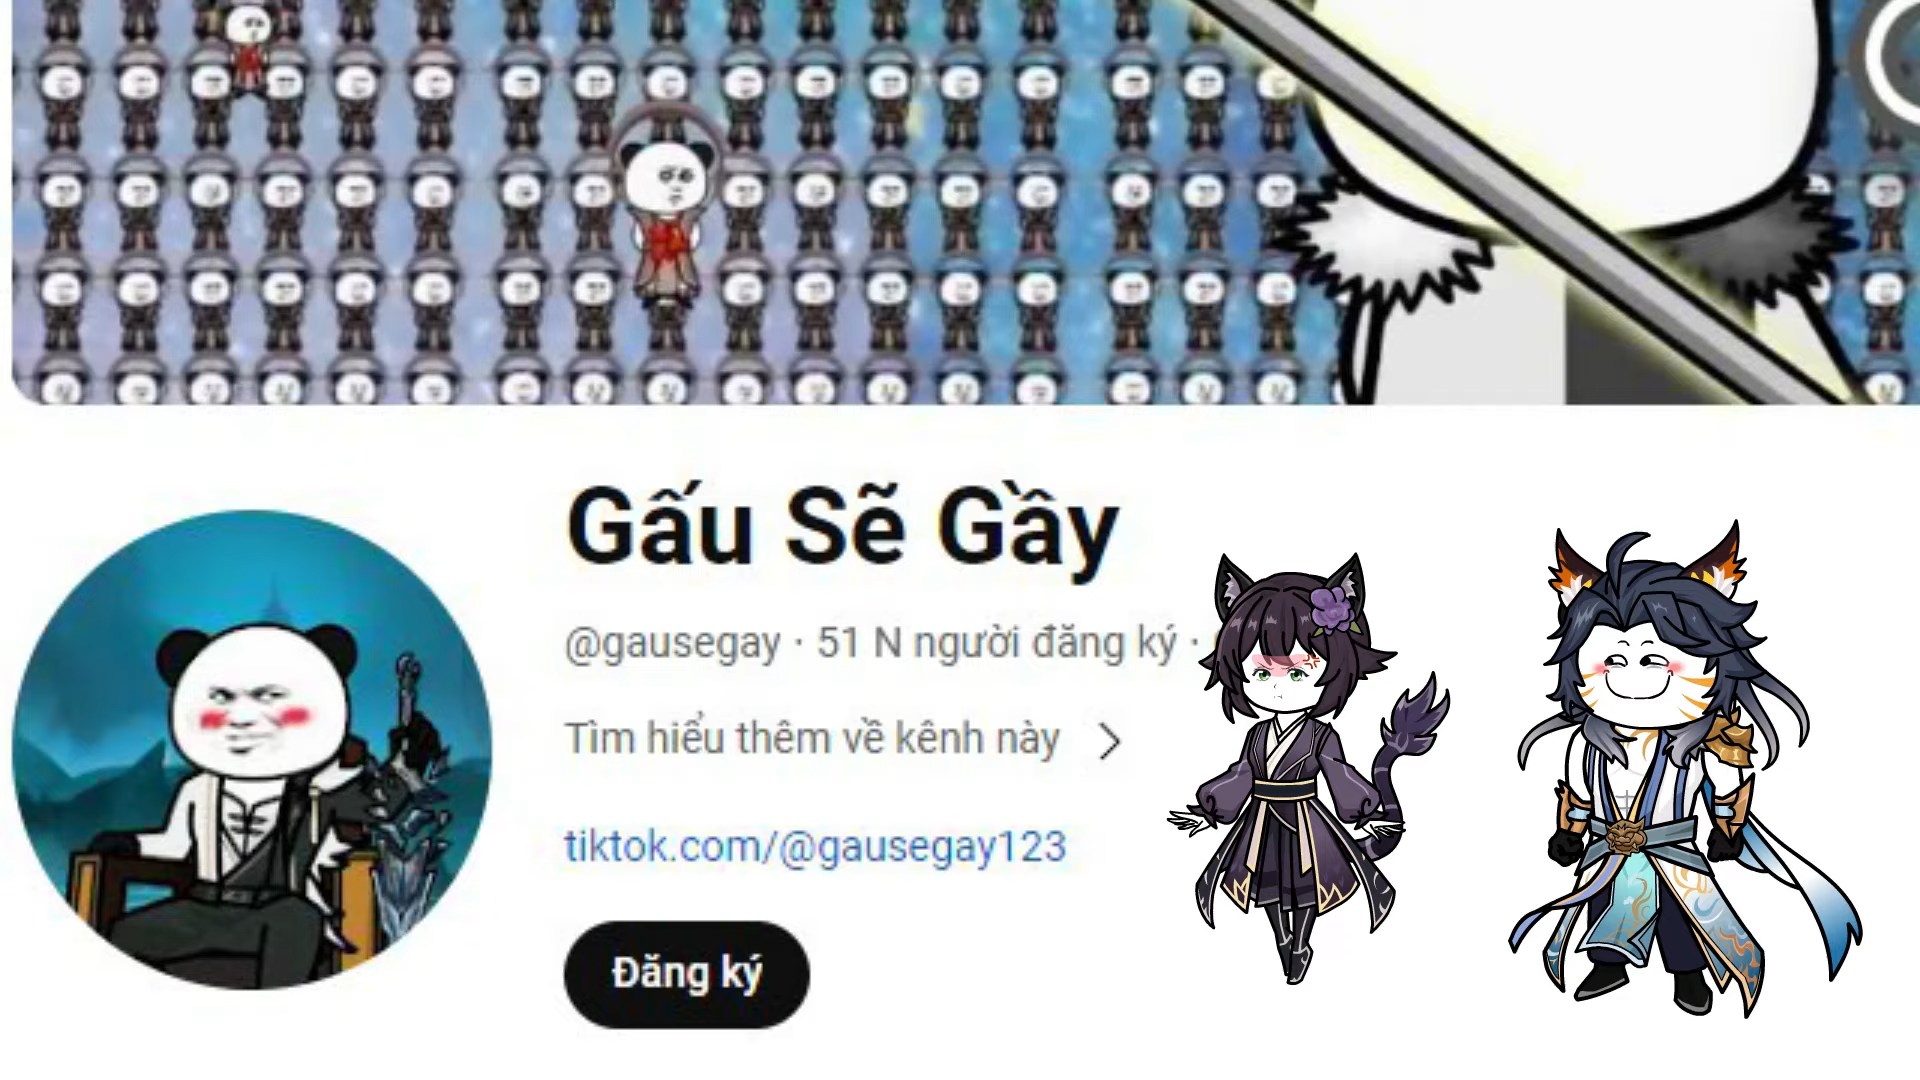 Gấu Sẽ Gầy
@gausegay · 51 N người đăng ký ·
Tìm hiểu thêm về kênh này
tiktok.com/@gausegay123
Đăng ký